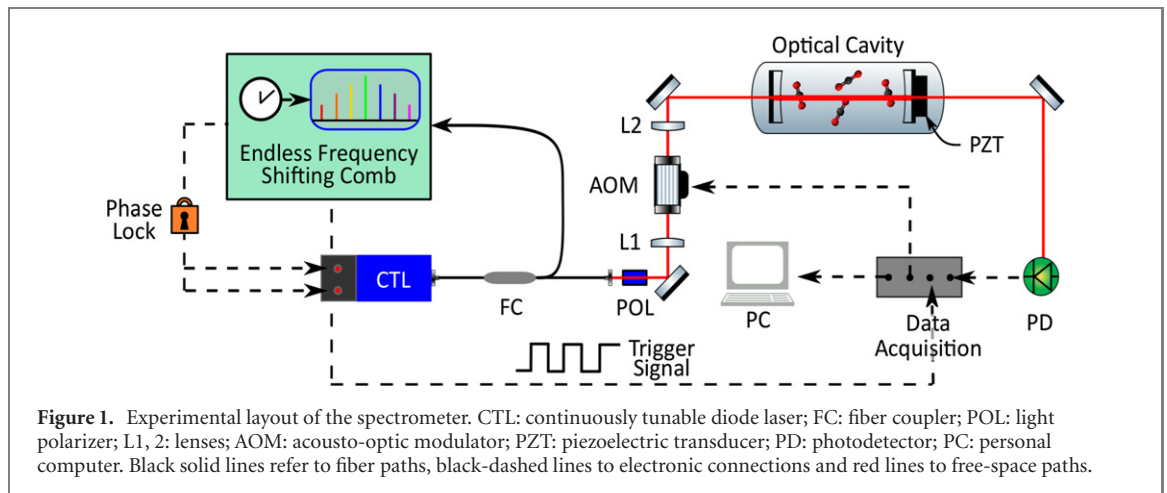 Optical Cavity
L2
PZT
Endless Frequency
Shifting Comb
AOM
Phase
Lock
L1
CTL
FC
POL
PC
Data
Acquisition
PD
Trigger
Signal
Figure 1. Experimental layout of the spectrometer. CTL: continuously tunable diode laser; FC: fiber coupler; POL: light
polarizer; L1, 2: lenses; AOM: acousto-optic modulator; PZT: piezoelectric transducer; PD: photodetector; PC: personal
computer. Black solid lines refer to fiber paths, black-dashed lines to electronic connections and red lines to free-space paths.